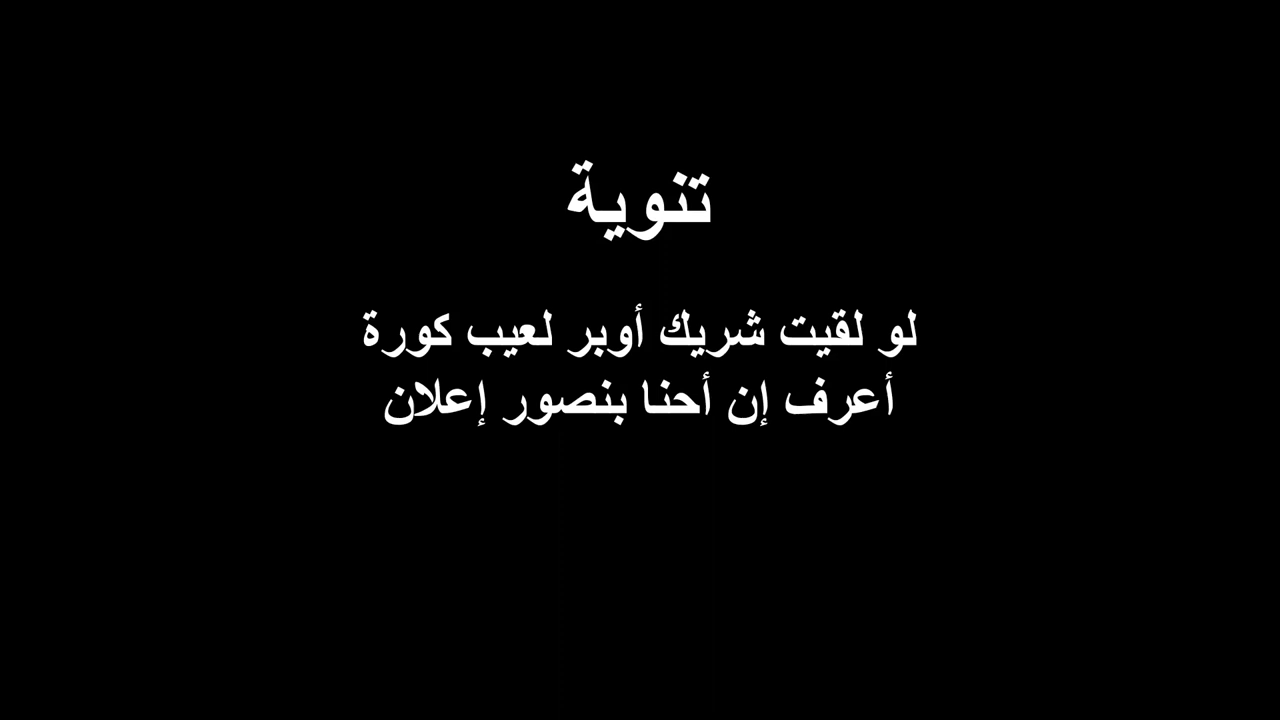 تنوية
لو لقيت شريك أوبر لعيب كورة
أعرف إن أحنا بنصور إعلان